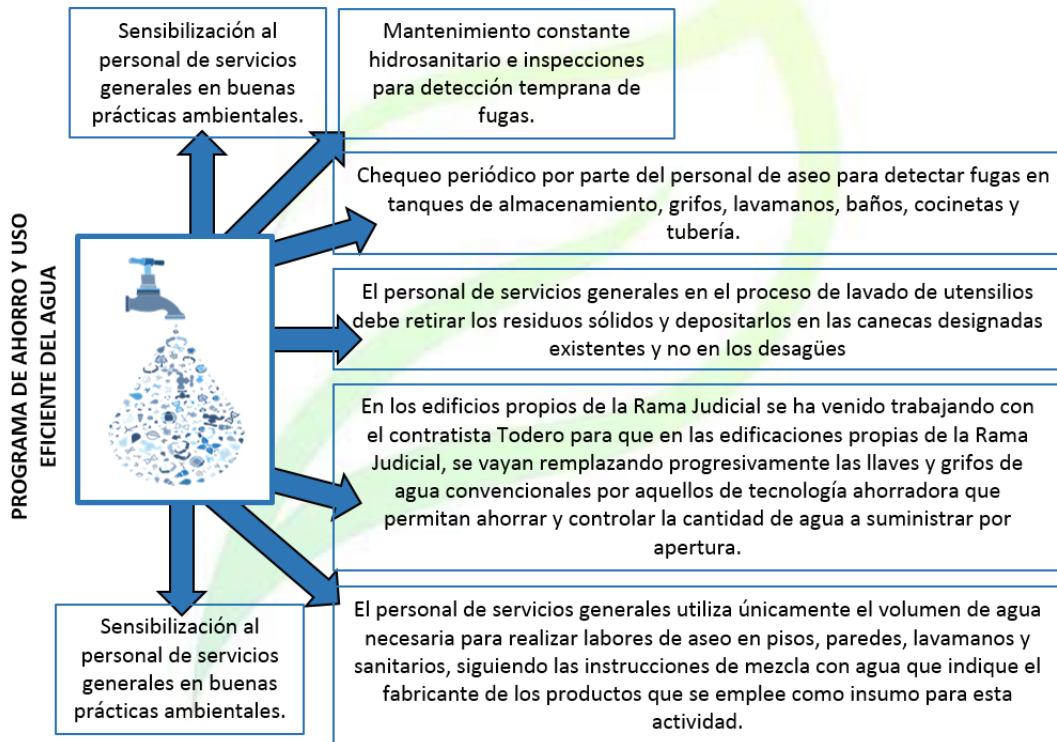 PROGRAMA DE AHORRO Y USO
EFICIENTE DEL AGUA
Sensibilización al
personal de servicios
generales en buenas
prácticas ambientales.
Mantenimiento constante
hidrosanitario e inspecciones
para detección temprana de
fugas.
Chequeo periódico por parte del personal de aseo para detectar fugas en
tanques de almacenamiento, grifos, lavamanos, baños, cocinetas y
tubería.
El personal de servicios generales en el proceso de lavado de utensilios
debe retirar los residuos sólidos y depositarlos en las canecas designadas
existentes y no en los desagües
En los edificios propios de la Rama Judicial se ha venido trabajando con
el contratista Todero para que en las edificaciones propias de la Rama
Judicial, se vayan remplazando progresivamente las llaves y grifos de
agua convencionales por aquellos de tecnología ahorradora que
permitan ahorrar y controlar la cantidad de agua a suministrar por
apertura.
El personal de servicios generales utiliza únicamente el volumen de agua
necesaria para realizar labores de aseo en pisos, paredes, lavamanos y
sanitarios, siguiendo las instrucciones de mezcla con agua que indique el
fabricante de los productos que se emplee como insumo para esta
actividad.
Sensibilización al
personal de servicios
generales en buenas
prácticas ambientales.